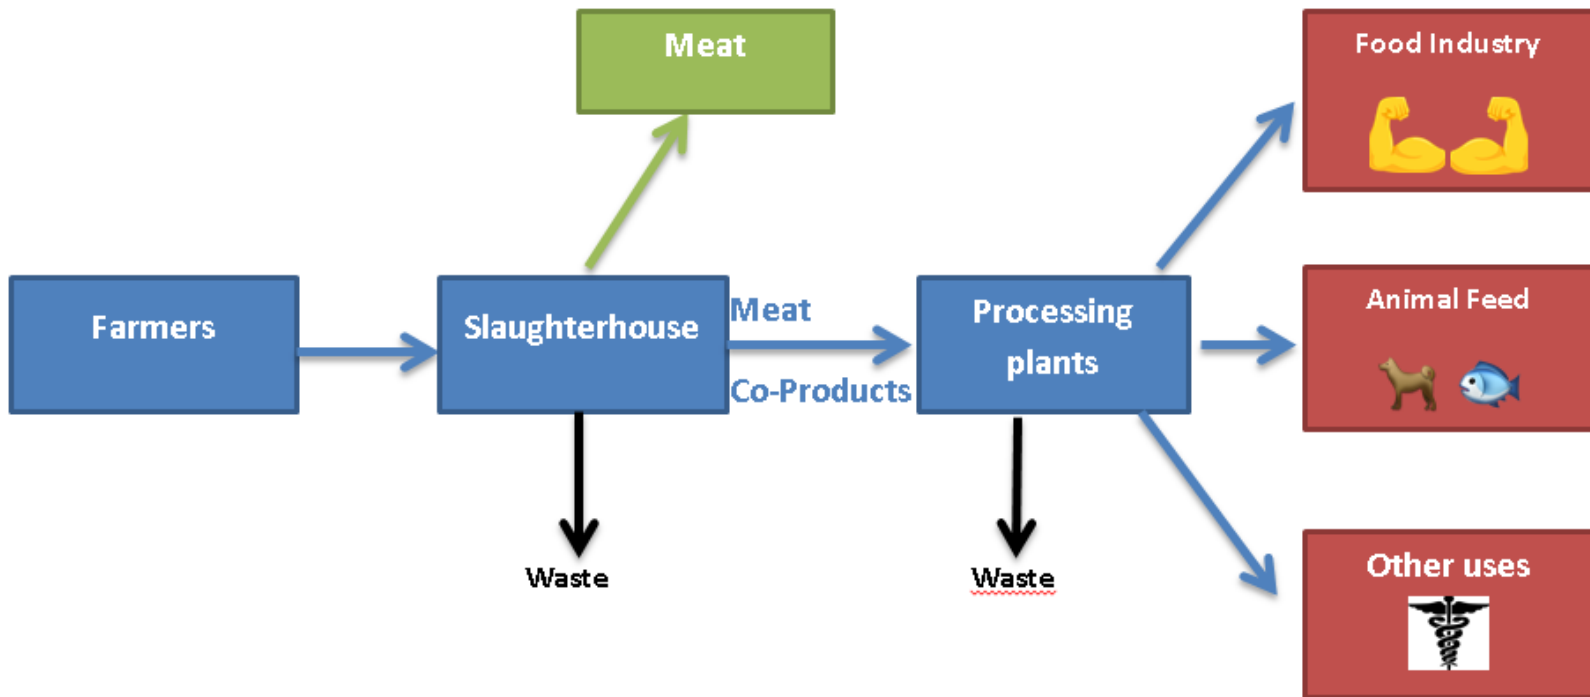 Meat
Food Industry
Farmers
Slaughterhouse
Meat
Co-Products
Processing
plants
Animal Feed
Waste
Waste
Other uses